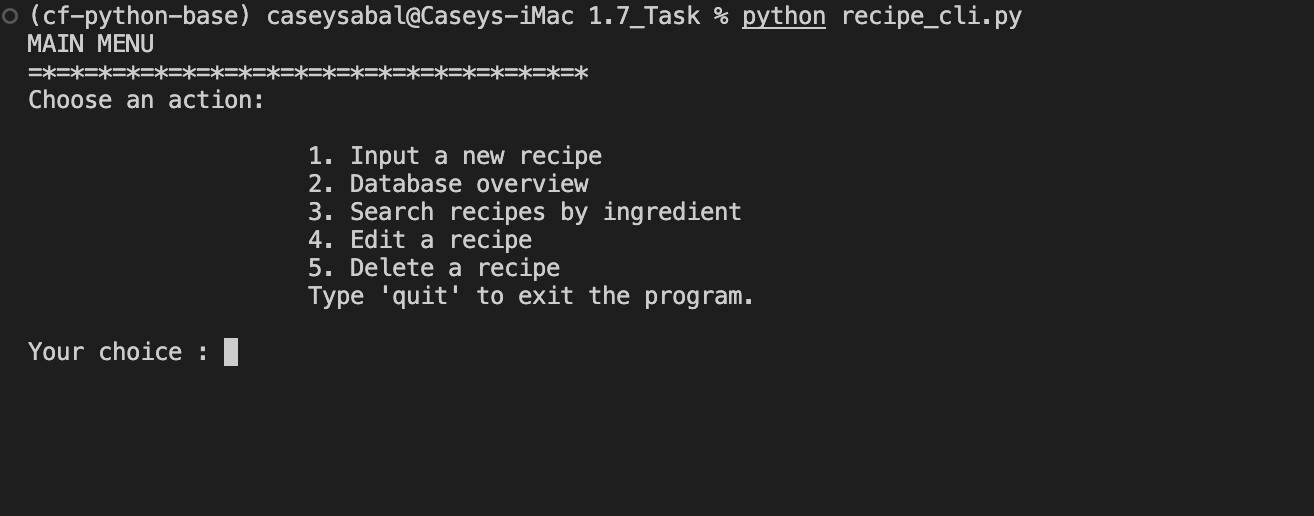 (cf-python-base) caseysabal@Caseys-iMac 1.7_Task % python recipe_cli.py
MAIN MENU
=*=*=*=*=*=*=*=*=*=*=*=*=*=*=*=*=*=*=*=*
Choose an action:
1. Input a new recipe
2. Database overview
3. Search recipes by ingredient
4. Edit a recipe
5. Delete a recipe
Type 'quit' to exit the program.
Your choice :